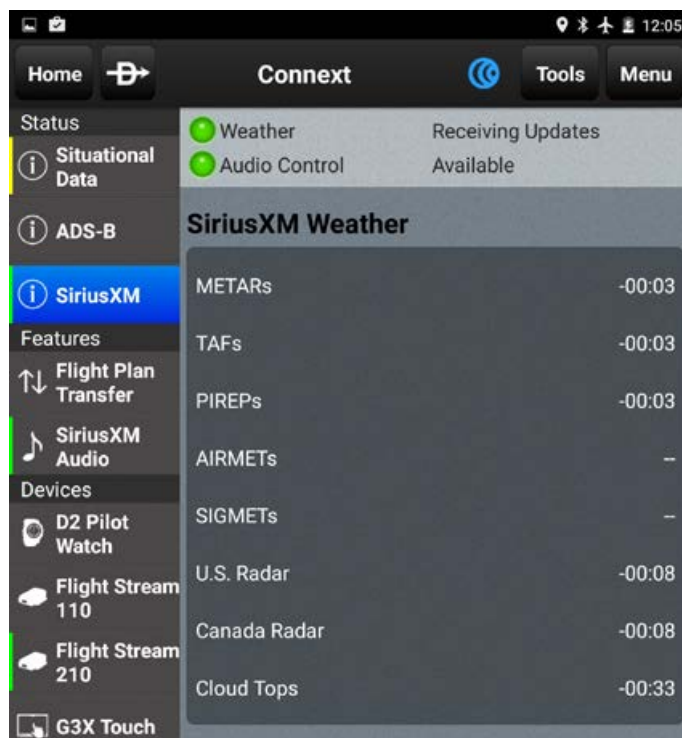 12:05
Home
Connext
Tools
Menu
Status
Situational
Data
ADS-B
SiriusXM
Features
Flight Plan
Transfer
SiriusXM
Audio
Devices
D2 Pilot
Watch
Flight Stream
110
Flight Stream
210
G3X Touch
Weather Receiving Updates
Audio Control Available
SiriusXM Weather
METARs -00:03
TAFs -00:03
PIREPs -00:03
AIRMETs --
SIGMETs --
U.S. Radar -00:08
Canada Radar -00:08
Cloud Tops -00:33